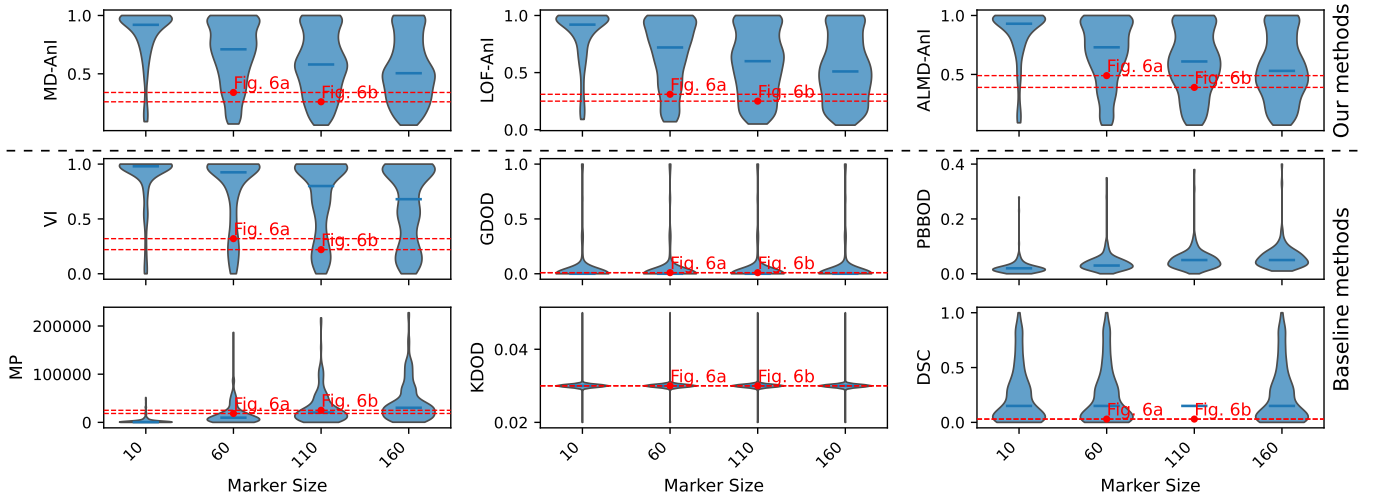 1.0
0.5
MD-AnI
Fig. 6a
Fig. 6b
1.0
0.5
0.0
LOF-AnI
Fig. 6a
Fig. 6b
1.0
0.5
ALMD-AnI
Fig. 6a
Fig. 6b
Our methods
1.0
0.5
0.0
VI
Fig. 6a
Fig. 6b
1.0
0.5
0.0
GDOD
Fig. 6a
Fig. 6b
0.4
0.2
0.0
PBBOD
Baseline methods
200000
100000
0
MP
Fig. 6a
Fig. 6b
10
60
110
160
Marker Size
0.04
0.02
KDOD
Fig. 6a
Fig. 6b
10
60
110
160
Marker Size
1.0
0.5
0.0
DSC
Fig. 6a
Fig. 6b
10
60
110
160
Marker Size